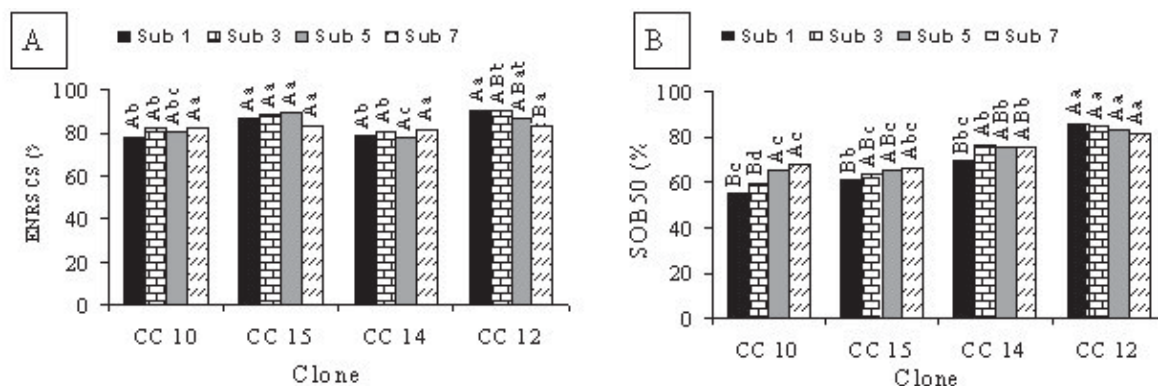 A
Sub 1 Sub 3 Sub 5 Sub 7
ENRSCS (%
100
80
60
40
20
0
Ab Ab Abc Aa
Aa Aa Aa Aa
Ab Ab Ac Aa
Aa ABab Ba
CC 10 CC 15 CC 14 CC 12
Clone
B
Sub 1 Sub 3 Sub 5 Sub 7
SOB50 (%
100
80
60
40
20
0
Bc Bd Ac Ac
Bb ABc ABc Abc
Bbc Ab ABb ABb
Aa Aa Aa Aa
CC 10 CC 15 CC 14 CC 12
Clone